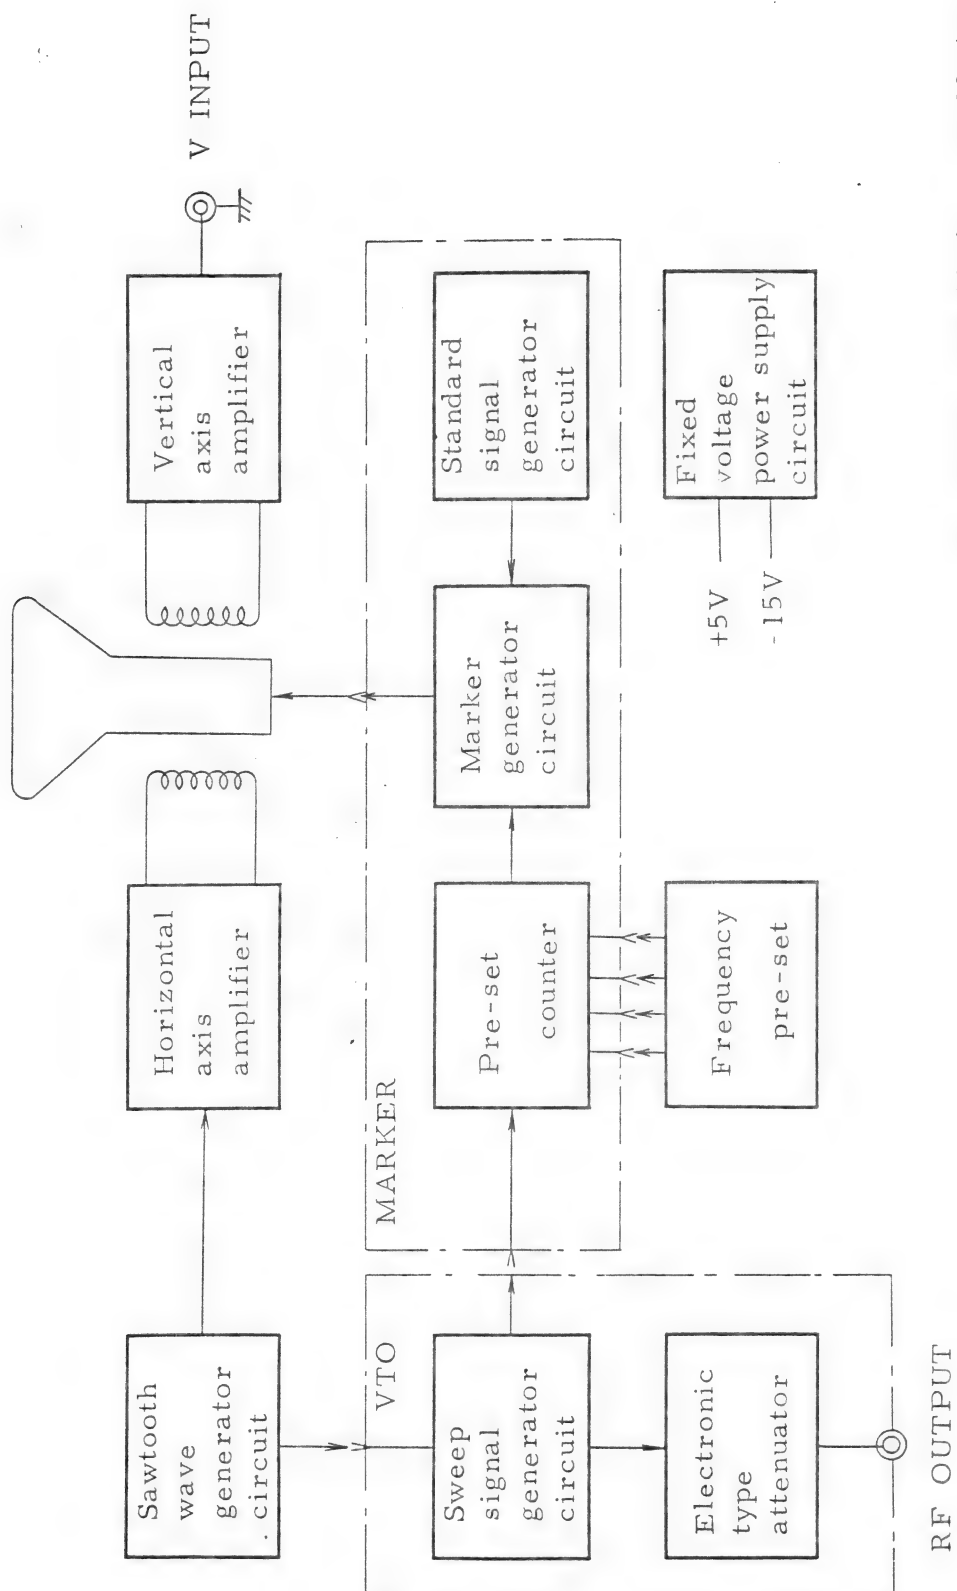 Sawtooth
wave
generator
circuit
Horizontal
axis
amplifier
Vertical
axis
amplifier
V INPUT
VTO
MARKER
Sweep
signal
generator
circuit
Pre-set
counter
Marker
generator
circuit
Standard
signal
generator
circuit
Electronic
type
attenuator
Frequency
pre-set
+5V
-15V
Fixed
voltage
power supply
circuit
RF OUTPUT